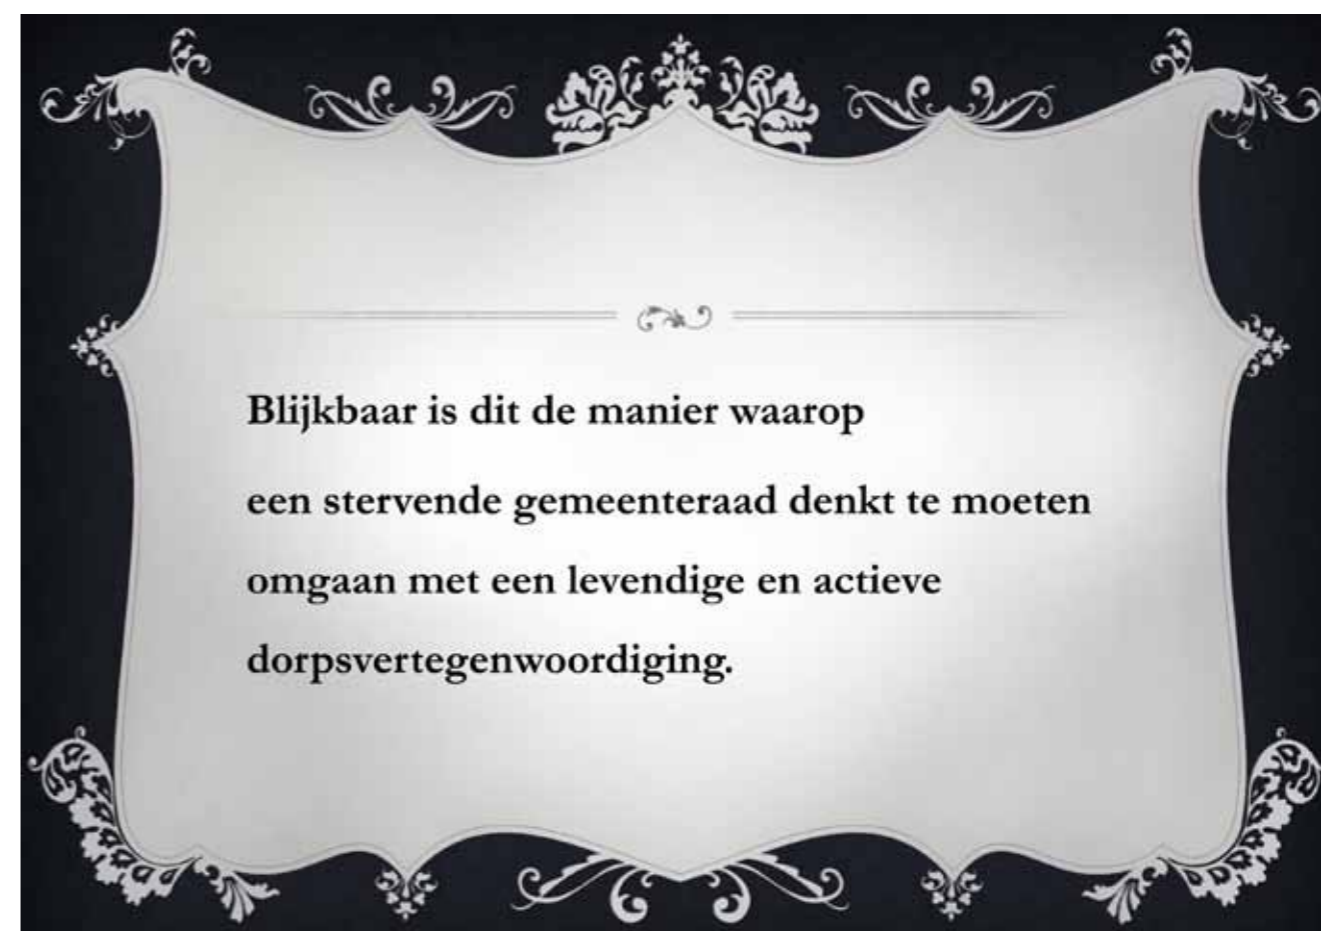 Blijkbaar is dit de manier waarop
een stervende gemeenteraad denkt te moeten
omgaan met een levendige en actieve
dorpsvertegenwoordiging.